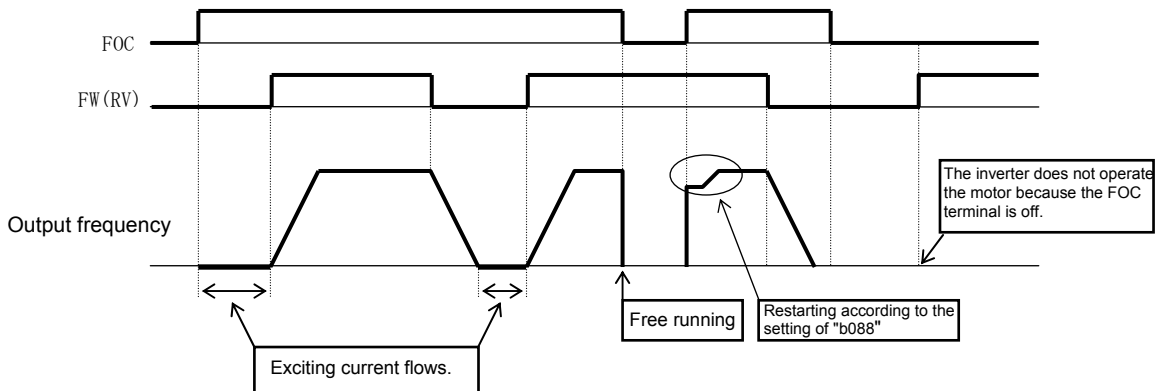 FOC
FW(RV)
Output frequency
The inverter does not operate
the motor because the FOC
terminal is off.
Free running
Restarting according to the
setting of "b088"
Exciting current flows.